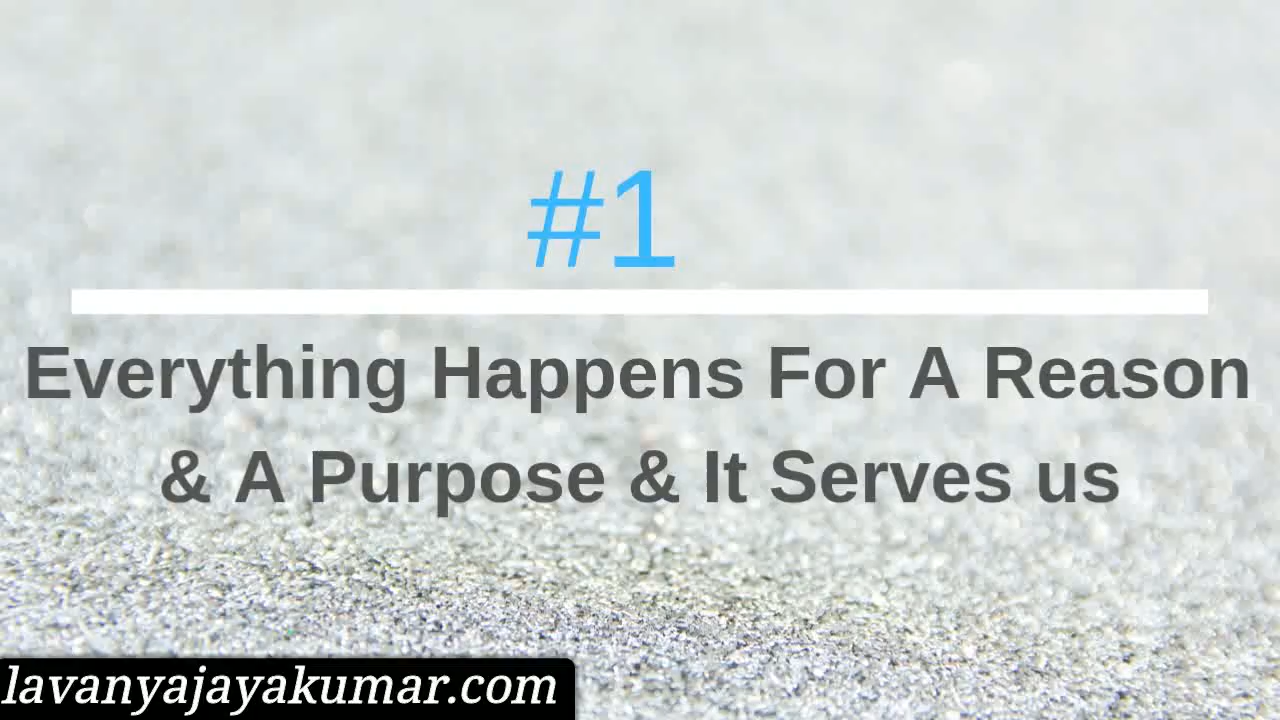 #1
Everything Happens For A Reason
& A Purpose & It Serves us
lavanyajayakumar.com